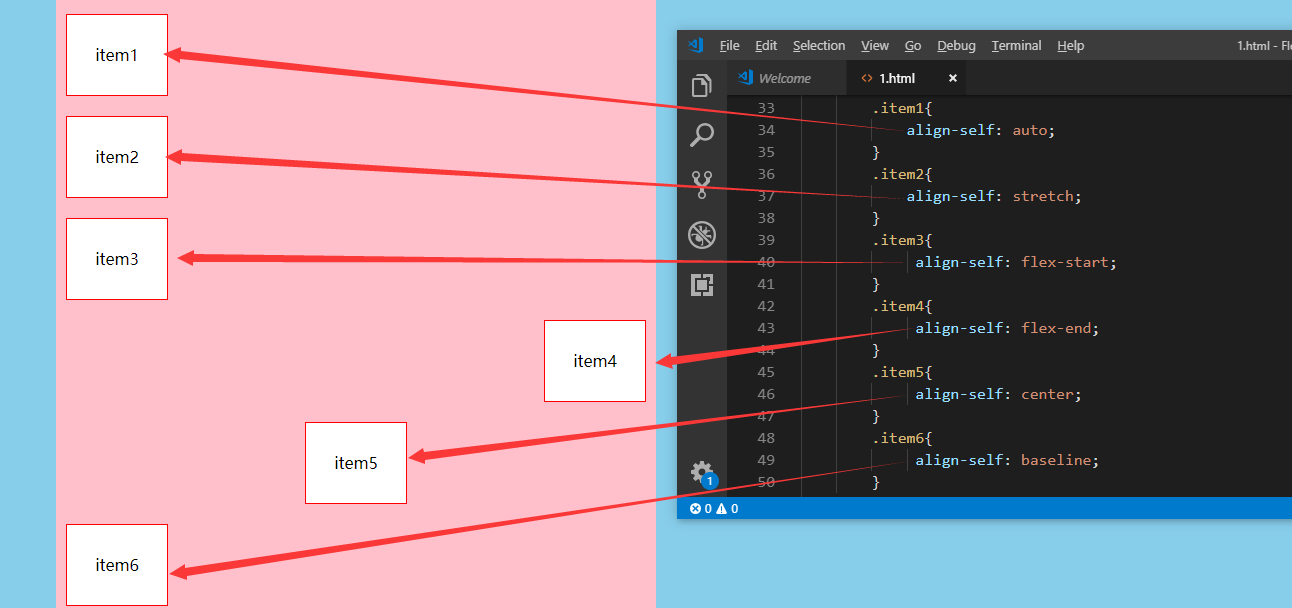 item1
item2
item3
item4
item5
item6
File Edit Selection View Go Debug Terminal Help 1.html - Fl
Welcome <> 1.html ×
33 .item1{
34 align-self: auto;
35 }
36 .item2{
37 align-self: stretch;
38 }
39 .item3{
40 align-self: flex-start;
41 }
42 .item4{
43 align-self: flex-end;
44 }
45 .item5{
46 align-self: center;
47 }
48 .item6{
49 align-self: baseline;
50 }
1
0 0